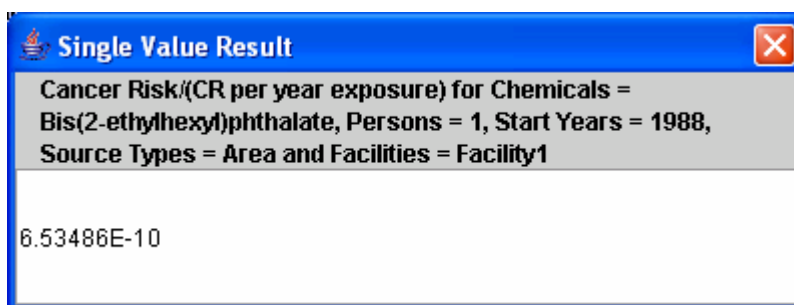 Single Value Result
Cancer Risk/(CR per year exposure) for Chemicals =
Bis(2-ethylhexyl)phthalate, Persons = 1, Start Years = 1988,
Source Types = Area and Facilities = Facility1
6.53486E-10